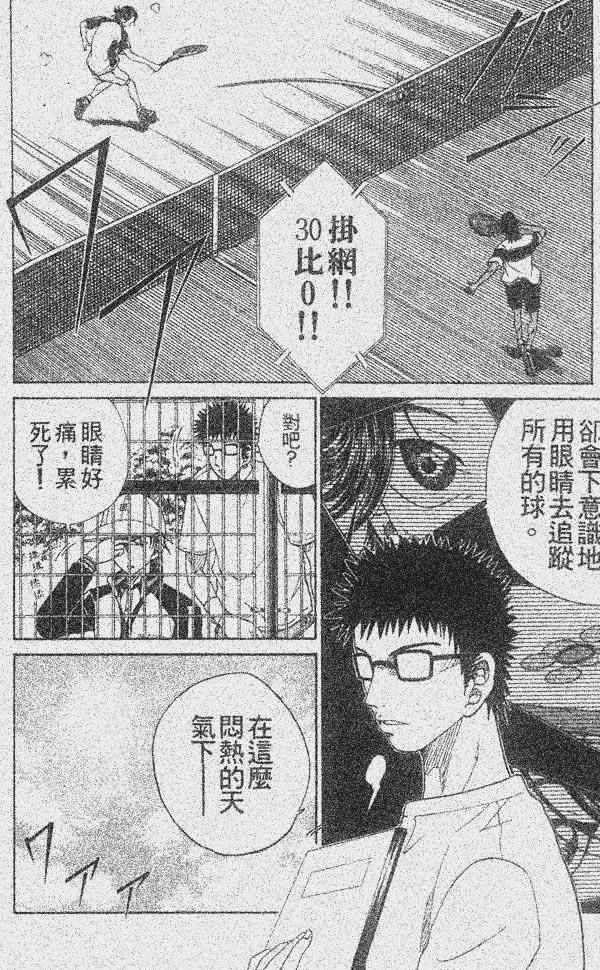 掛網!!
30比0!!
卻會下意識地
用眼睛去追蹤
所有的球。
對吧?
眼睛好
痛，累
死了!
在這麼
悶熱的天
氣下——
ワァァ